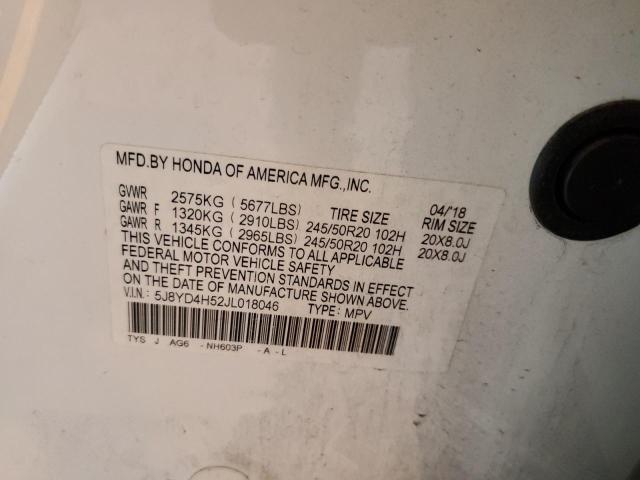 MFD.BY HONDA OF AMERICA MFG.,INC.
04/'18
GVWR 2575KG ( 5677LBS) TIRE SIZE RIM SIZE
GAWR F 1320KG ( 2910LBS) 245/50R20 102H 20X8.0J
GAWR R 1345KG ( 2965LBS) 245/50R20 102H 20X8.0J
THIS VEHICLE CONFORMS TO ALL APPLICABLE
FEDERAL MOTOR VEHICLE SAFETY
AND THEFT PREVENTION STANDARDS IN EFFECT
ON THE DATE OF MANUFACTURE SHOWN ABOVE.
V.I.N.: 5J8YD4H52JL018046 TYPE: MPV
TYS J AG6 - NH603P - A - L